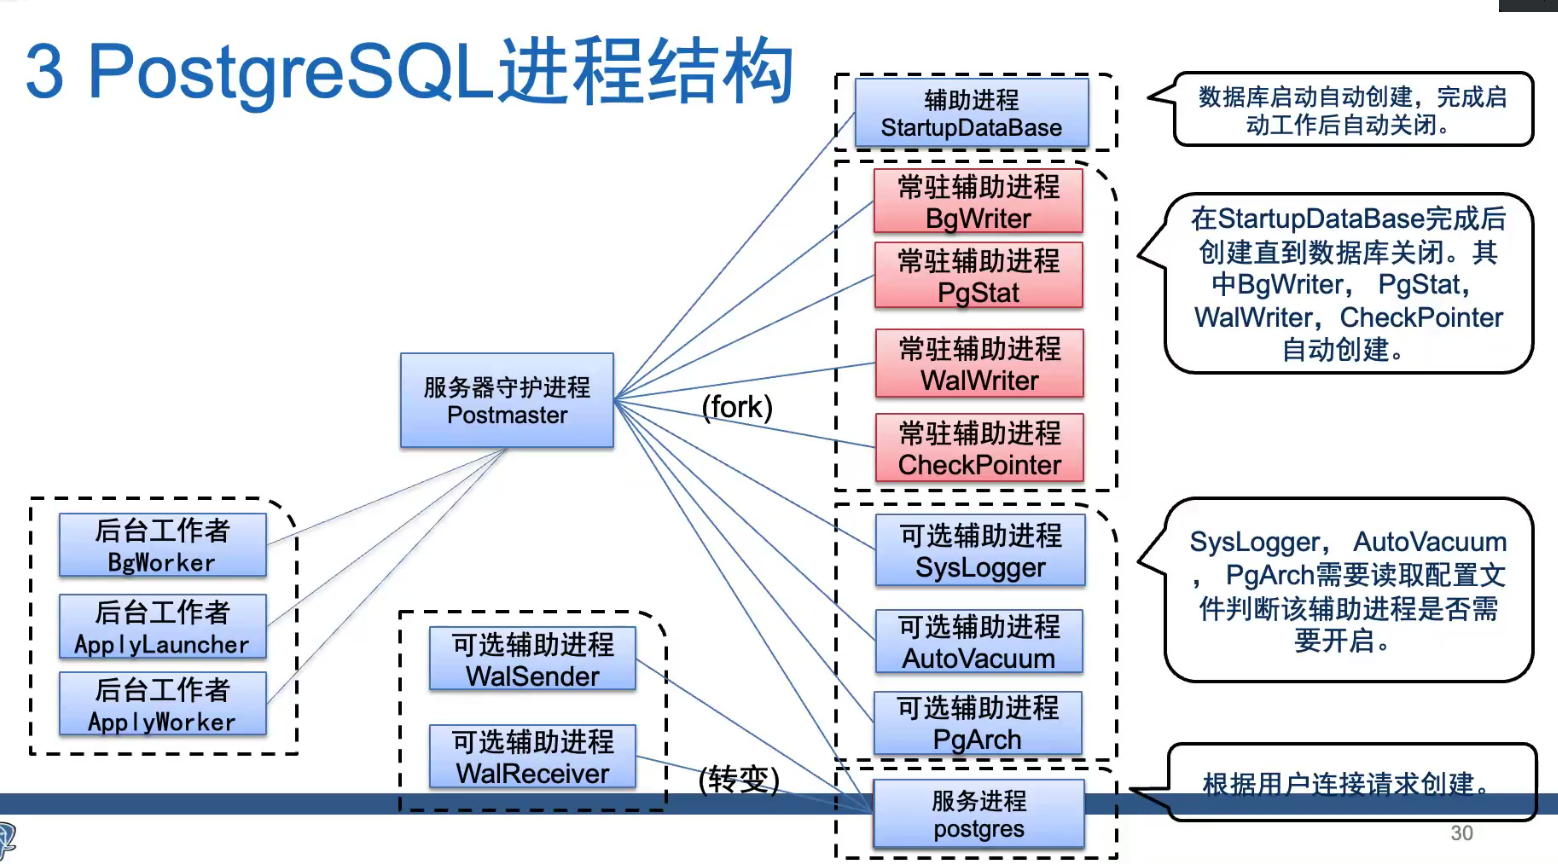 3 PostgreSQL进程结构
辅助进程
StartupDataBase
数据库启动自动创建，完成启
动工作后自动关闭。
常驻辅助进程
BgWriter
常驻辅助进程
PgStat
常驻辅助进程
WalWriter
常驻辅助进程
CheckPointer
在StartupDataBase完成后
创建直到数据库关闭。其
中BgWriter， PgStat，
WalWriter，CheckPointer
自动创建。
服务器守护进程
Postmaster
(fork)
后台工作者
BgWorker
后台工作者
ApplyLauncher
后台工作者
ApplyWorker
可选辅助进程
WalSender
可选辅助进程
WalReceiver
(转变)
可选辅助进程
SysLogger
可选辅助进程
AutoVacuum
可选辅助进程
PgArch
SysLogger， AutoVacuum
， PgArch需要读取配置文
件判断该辅助进程是否需
要开启。
服务进程
postgres
根据用户连接请求创建。
30